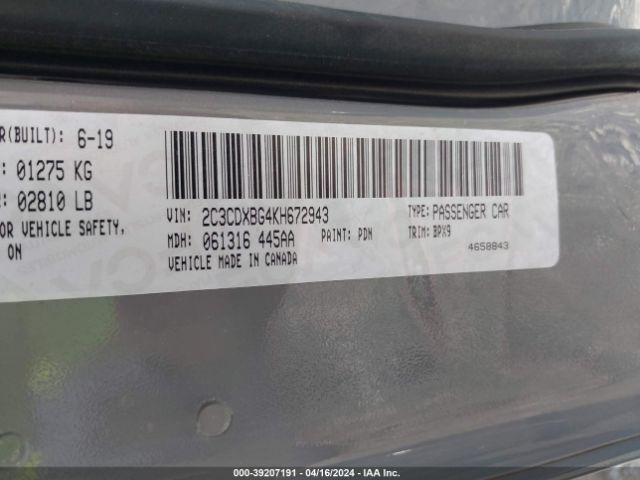 R(BUILT): 6-19
: 01275 KG
: 02810 LB
OR VEHICLE SAFETY,
ON
VIN: 2C3CDXBG4KH672943
TYPE: PASSENGER CAR
MDH: 061316 445AA
PAINT: PDN
TRIM: BPX9
VEHICLE MADE IN CANADA
4658843
© - 39207191 - 04/16/2024 - IAA Inc.